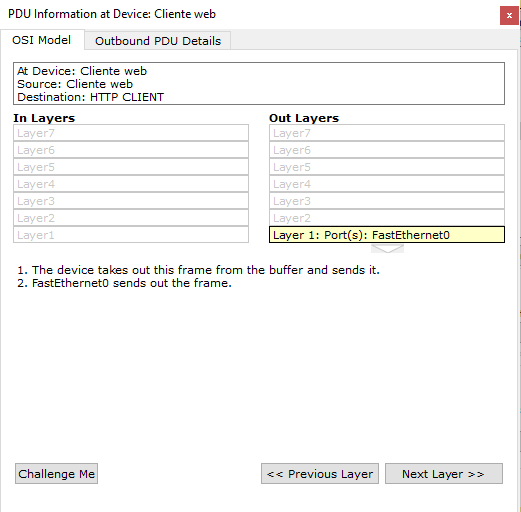 PDU Information at Device: Cliente web
x
OSI Model Outbound PDU Details
At Device: Cliente web
Source: Cliente web
Destination: HTTP CLIENT
In Layers Out Layers
Layer7 Layer7
Layer6 Layer6
Layer5 Layer5
Layer4 Layer4
Layer3 Layer3
Layer2 Layer2
Layer1 Layer 1: Port(s): FastEthernet0
1. The device takes out this frame from the buffer and sends it.
2. FastEthernet0 sends out the frame.
Challenge Me << Previous Layer Next Layer >>